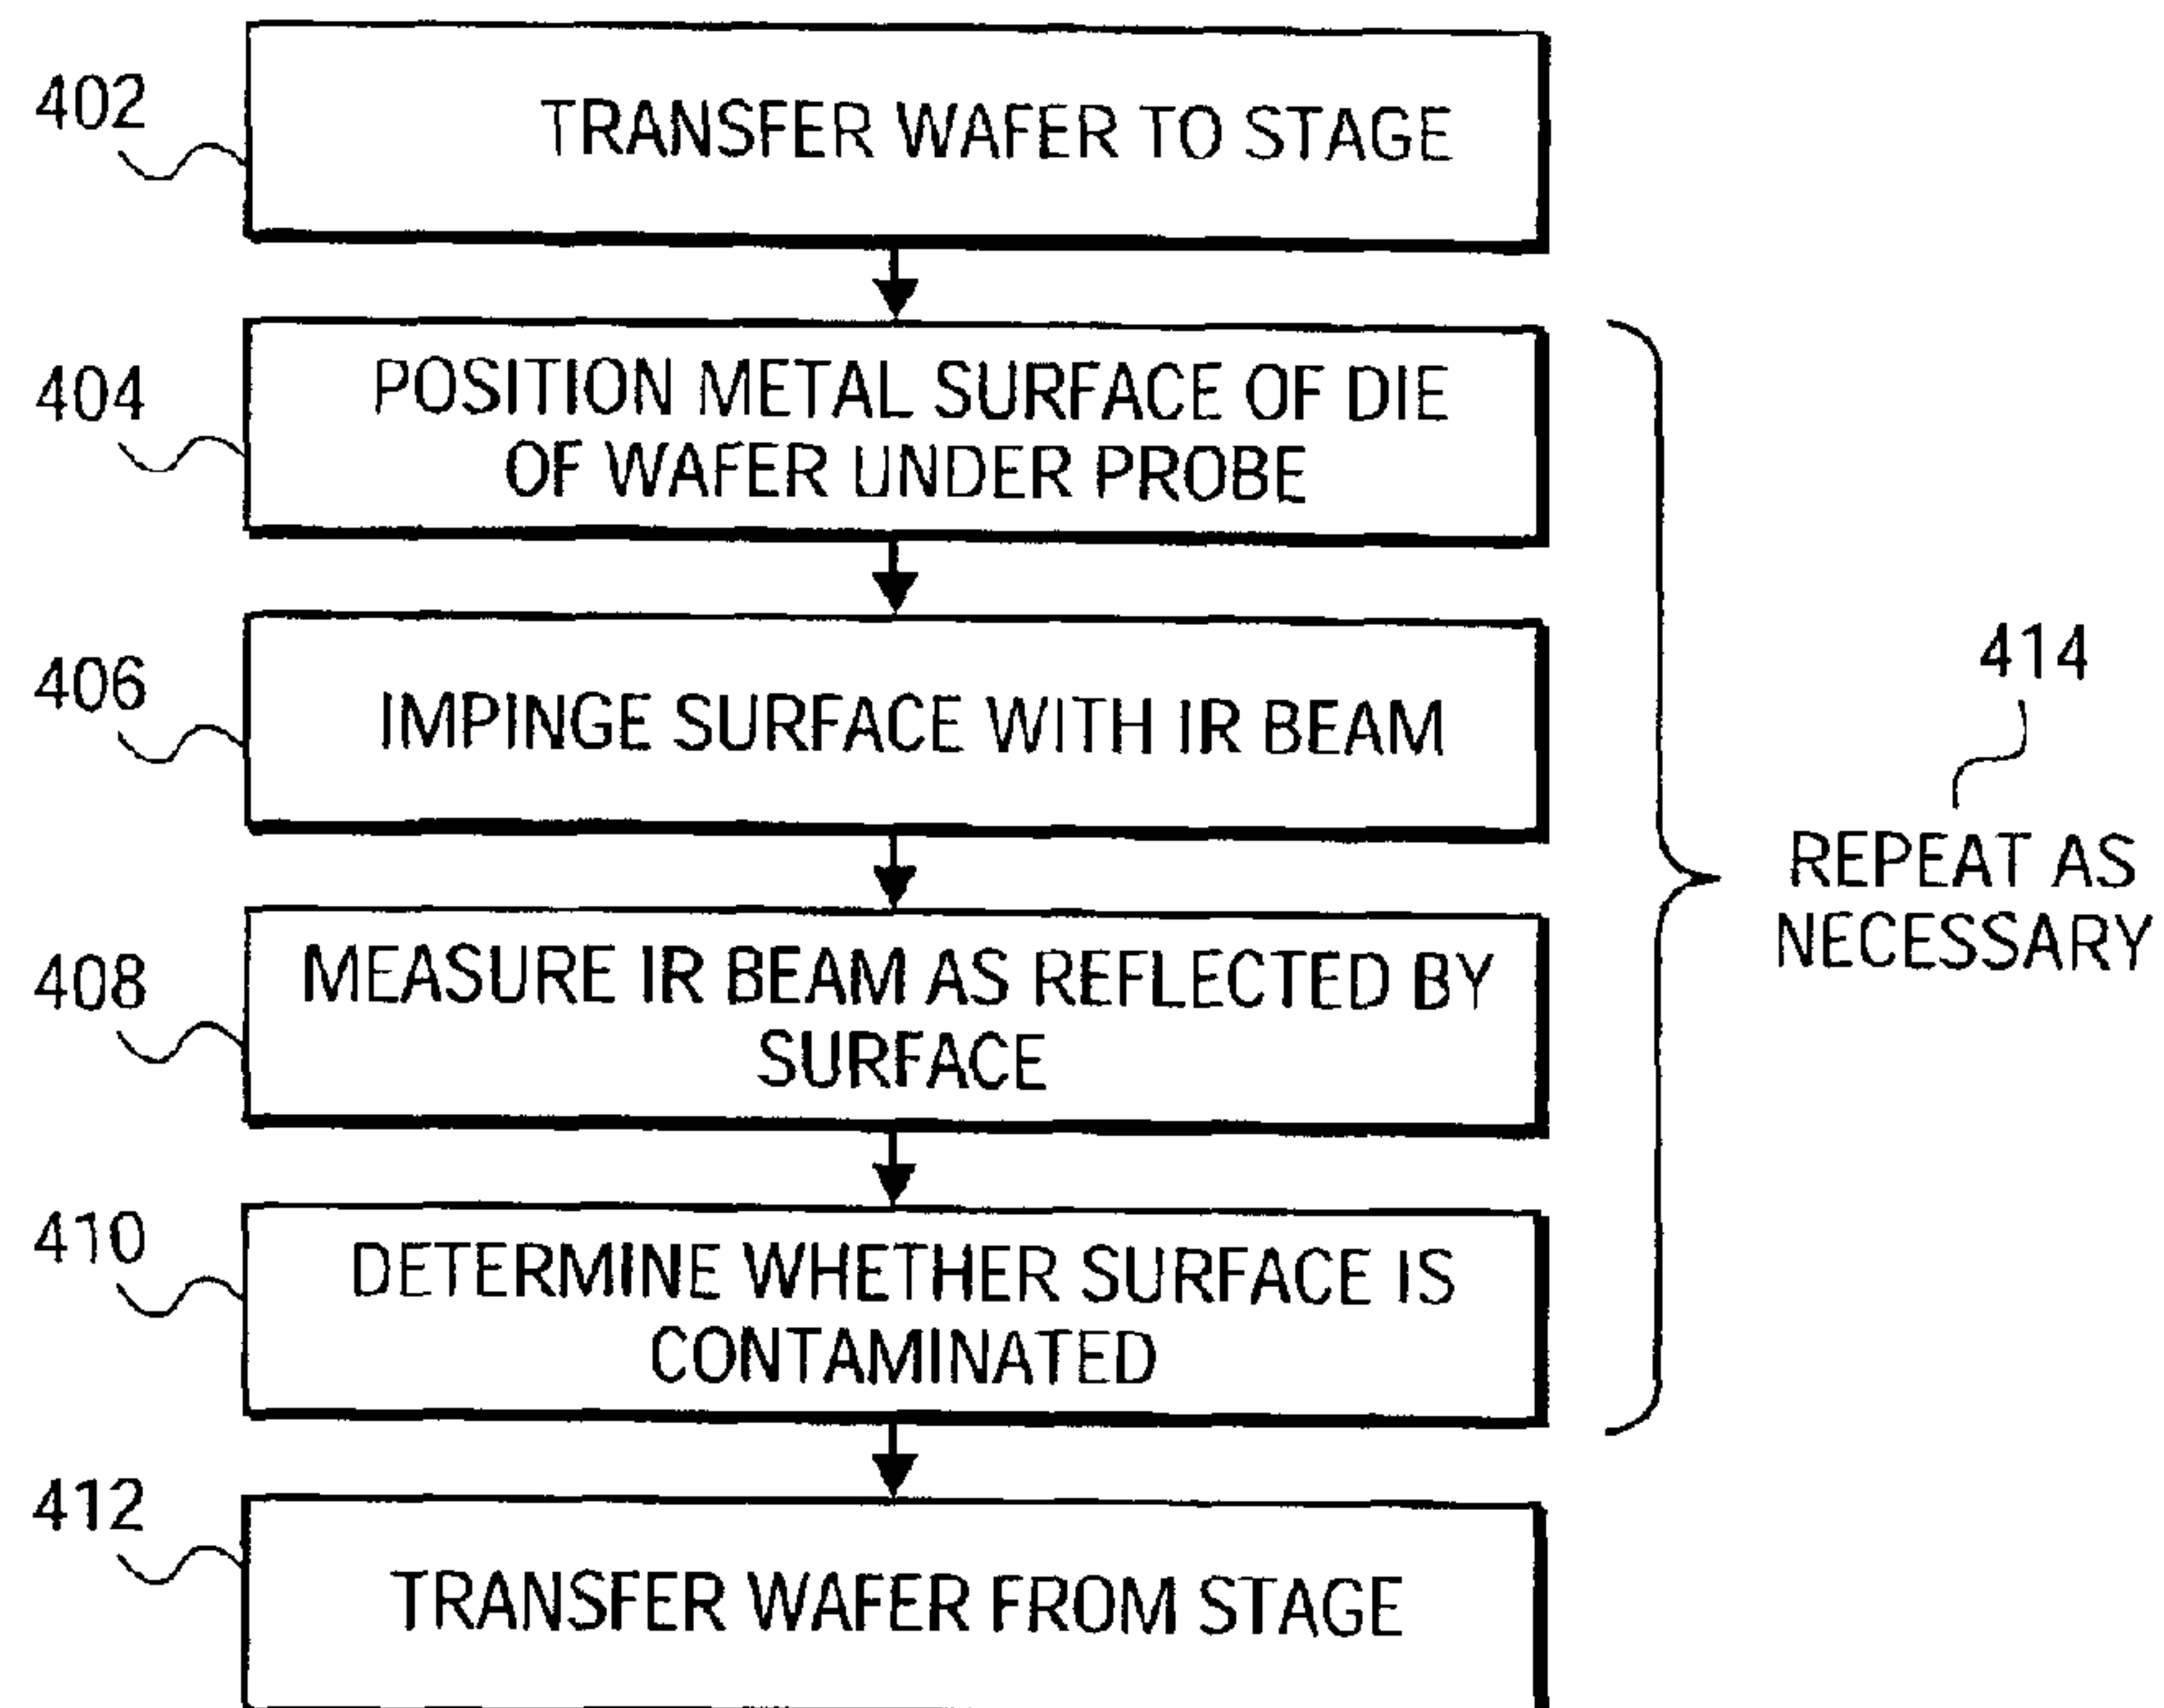 402
TRANSFER WAFER TO STAGE
404
POSITION METAL SURFACE OF DIE
OF WAFER UNDER PROBE
406
IMPINGE SURFACE WITH IR BEAM
408
MEASURE IR BEAM AS REFLECTED BY
SURFACE
410
DETERMINE WHETHER SURFACE IS
CONTAMINATED
412
TRANSFER WAFER FROM STAGE
414
REPEAT AS
NECESSARY